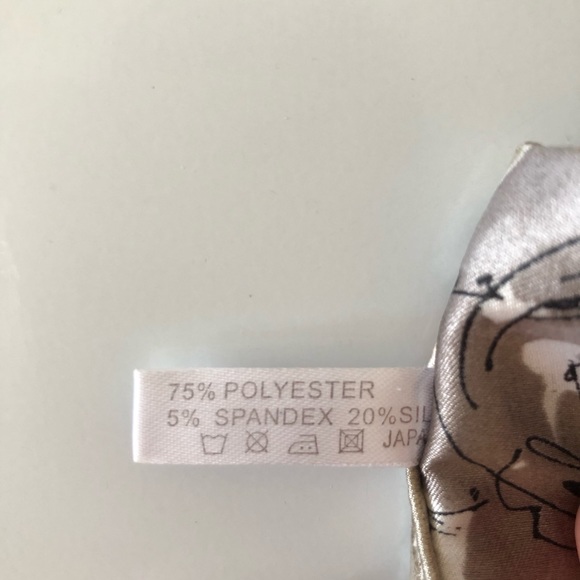 75% POLYESTER
5% SPANDEX 20%SIL
JAPA